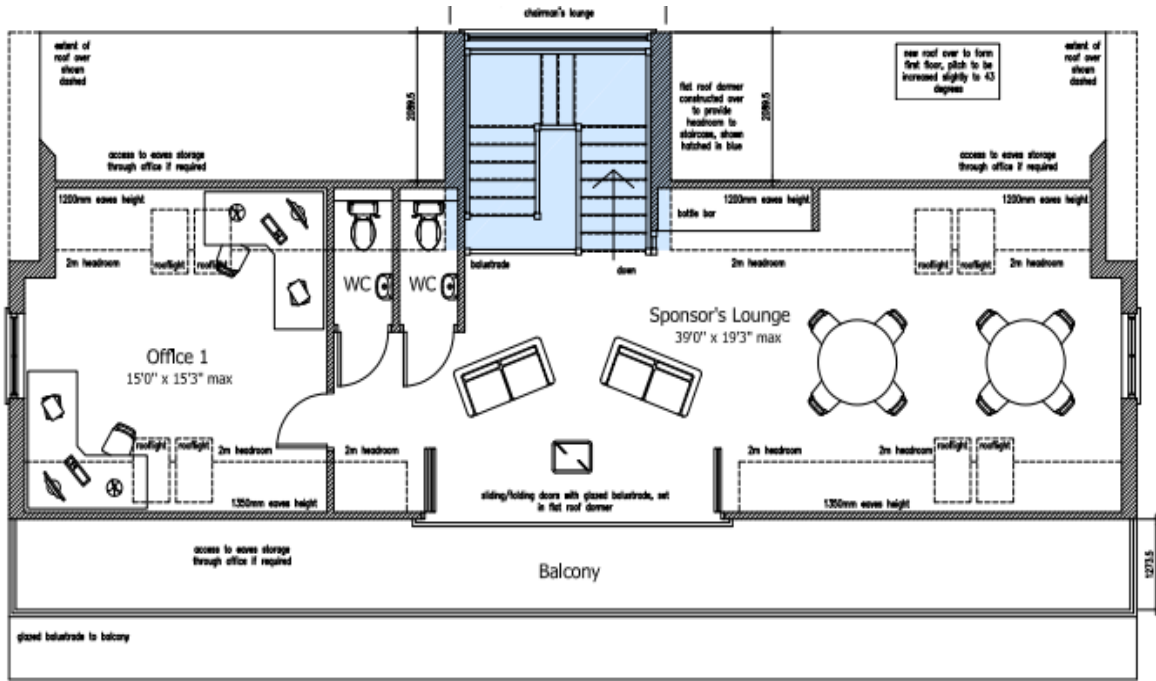 chairman's lounge
extent of
roof over
shown
dashed
2089.5
flat roof dormer
constructed over
to provide
headroom to
staircase, shown
hatched in blue
2089.5
new roof over to form
first floor, pitch to be
increased slightly to 43
degrees
extent of
roof over
shown
dashed
access to eaves storage
through office if required
access to eaves storage
through office if required
1200mm eaves height
1200mm eaves height
1200mm eaves height
bottle bar
2m headroom
rooflight
rooflight
balustrade
down
2m headroom
rooflight
rooflight
2m headroom
WC
WC
Office 1
15'0" x 15'3" max
Sponsor's Lounge
39'0" x 19'3" max
rooflight
rooflight
2m headroom
2m headroom
2m headroom
2m headroom
rooflight
rooflight
1350mm eaves height
sliding/folding doors with glazed balustrade, set
in flat roof dormer
1350mm eaves height
access to eaves storage
through office if required
Balcony
1273.5
glazed balustrade to balcony